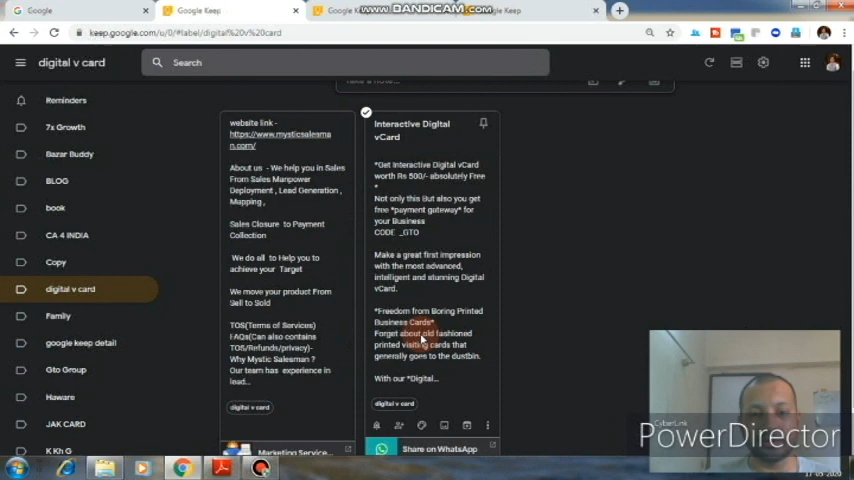 Google
Google Keep
Google Keep
Keep
www.BANDICAM.com
keep.google.com/u/0/#label/digital%20v%20card
digital v card
Search
Take a note...
Reminders
7x Growth
Bazar Buddy
BLOG
book
CA 4 INDIA
Copy
digital v card
Family
google keep detail
Gto Group
Haware
JAK CARD
K Kh G
website link -
https://www.mysticsalesma
n.com/
About us - We help you in Sales
From Sales Manpower
Deployment , Lead Generation ,
Mapping ,
Sales Closure to Payment
Collection
We do all to Help you to
achieve your Target
We move your product From
Sell to Sold
TOS(Terms of Services)
FAQs(Can also contains
TOS/Refunds/privacy)-
Why Mystic Salesman ?
Our team has experience in
lead...
digital v card
Marketing Service...
Interactive Digital
vCard
*Get Interactive Digital vCard
worth Rs 500/- absolutely Free
*
Not only this But also you get
free *payment gateway* for
your Business
CODE _GTO
Make a great first impression
with the most advanced,
intelligent and stunning Digital
vCard.
*Freedom from Boring Printed
Business Cards*
Forget about old fashioned
printed visiting cards that
generally goes to the dustbin.
With our *Digital...
digital v card
Share on WhatsApp
CyberLink
PowerDirector
17-05-2020